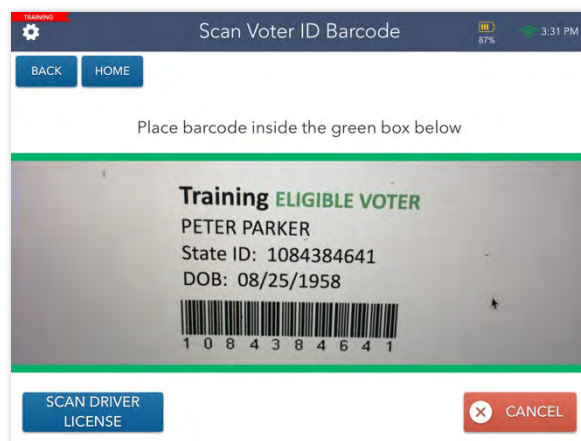 TRAINING
Scan Voter ID Barcode
87%
3:31 PM
BACK
HOME
Place barcode inside the green box below
Training ELIGIBLE VOTER
PETER PARKER
State ID: 1084384641
DOB: 08/25/1958
1 0 8 4 3 8 4 6 4 1
SCAN DRIVER
LICENSE
CANCEL